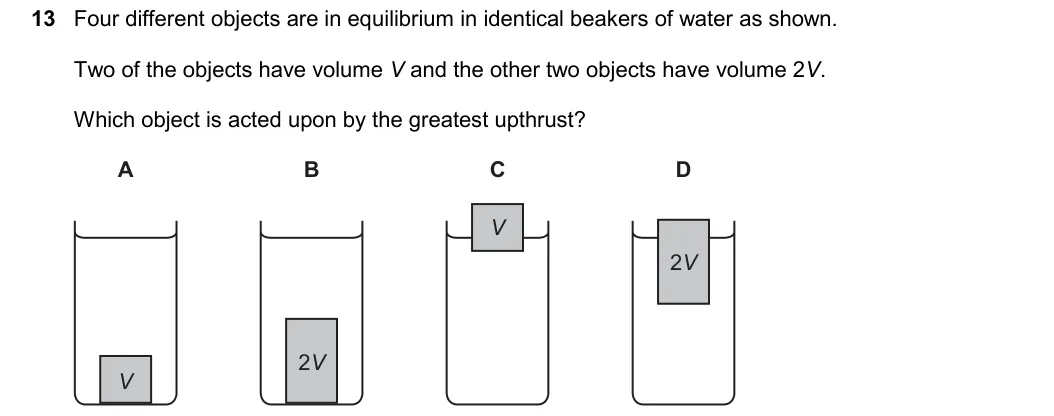 13 Four different objects are in equilibrium in identical beakers of water as shown.
Two of the objects have volume V and the other two objects have volume 2V.
Which object is acted upon by the greatest upthrust?
A B C D
V 2V V 2V